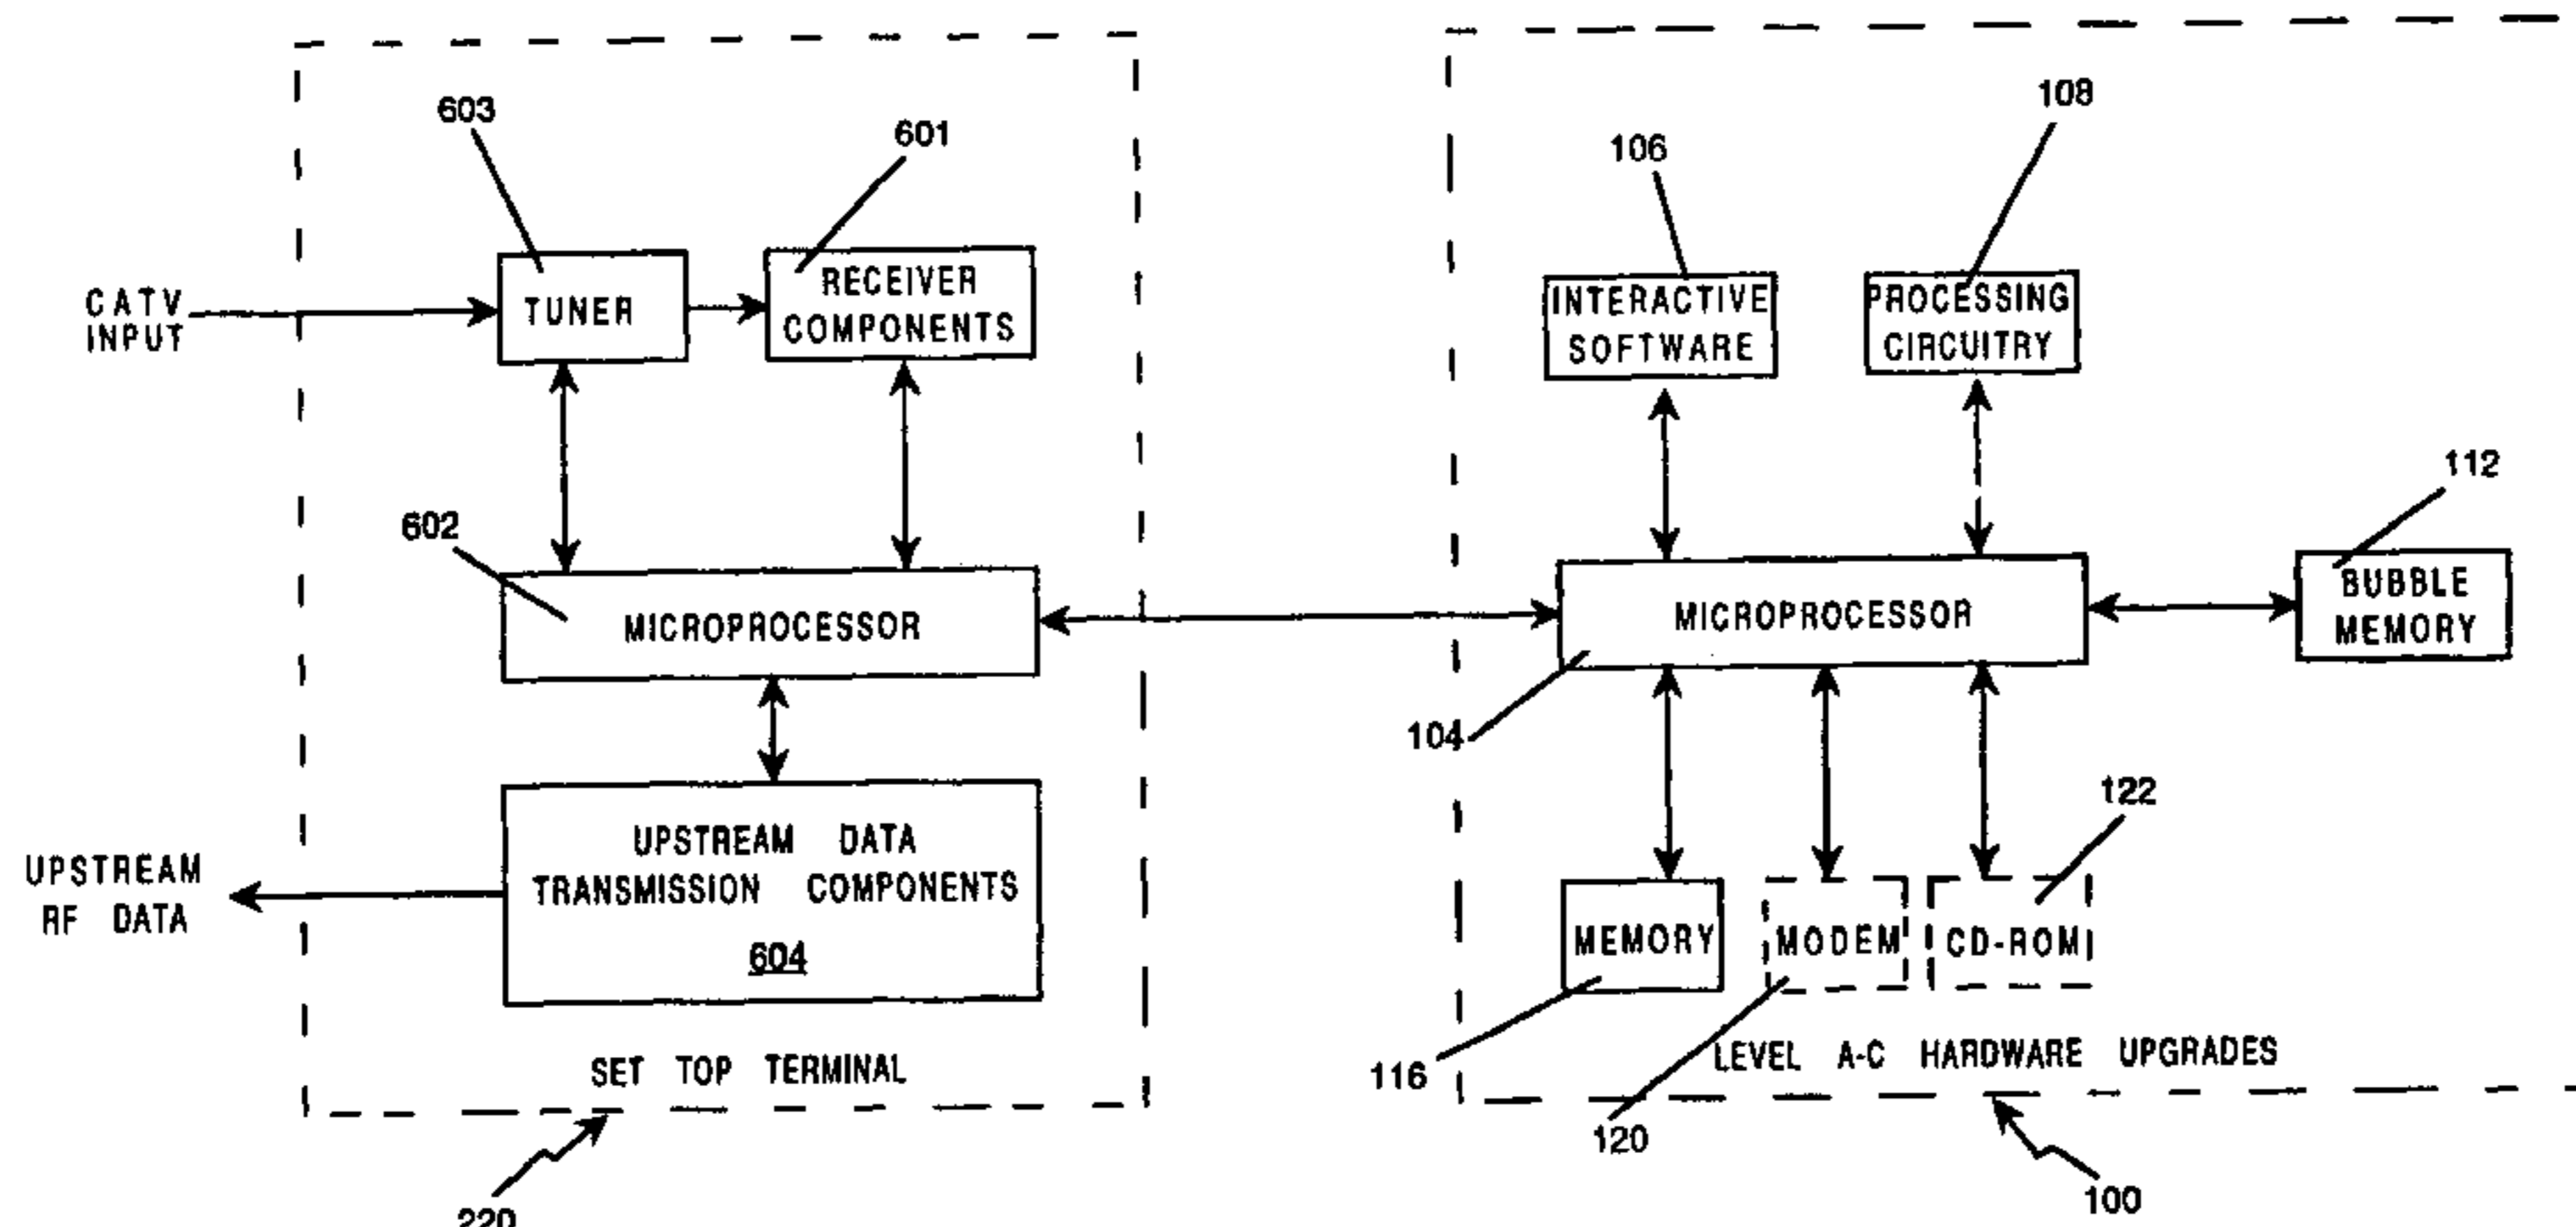 603
601
CATV
INPUT
TUNER
RECEIVER
COMPONENTS
602
MICROPROCESSOR
UPSTREAM DATA
TRANSMISSION COMPONENTS
604
UPSTREAM
RF DATA
SET TOP TERMINAL
220
106
108
INTERACTIVE
SOFTWARE
PROCESSING
CIRCUITRY
112
MICROPROCESSOR
BUBBLE
MEMORY
104
122
MEMORY
MODEM
CD-ROM
116
120
LEVEL A-C HARDWARE UPGRADES
100